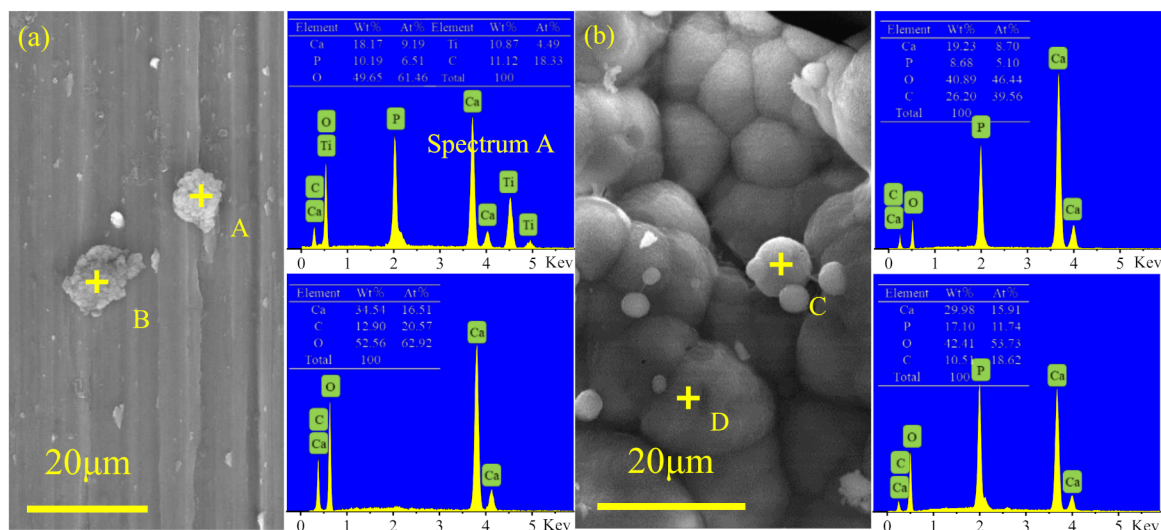 (a)
A
B
20μm
Element Wt% At% Element Wt% At%
Ca 18.17 9.19 Ti 10.87 4.49
P 10.19 6.51 C 11.12 18.33
O 49.65 61.46 Total 100
Ca
O
P
Ti
Spectrum A
C
Ti
Ca
Ca
Ti
0 1 2 3 4 5 Kev
Element Wt% At%
Ca 34.54 16.51
C 12.90 20.57
O 52.56 62.92
Total 100
Ca
O
C
Ca
Ca
0 1 2 3 4 5 Kev
(b)
C
D
20μm
Element Wt% At%
Ca 19.23 8.70
P 8.68 5.10
O 40.89 46.44
C 26.20 39.56
Total 100
Ca
P
C
O
Ca
Ca
0 1 2 3 4 5 Kev
Element Wt% At%
Ca 29.98 15.91
P 17.10 11.74
O 42.41 53.73
C 10.51 18.62
Total 100
P
Ca
O
C
Ca
Ca
0 1 2 3 4 5 Kev